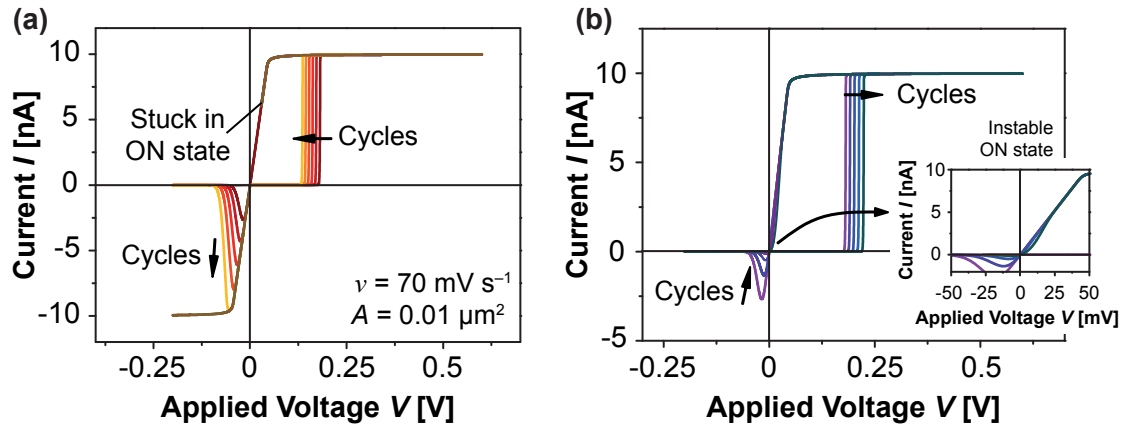 (a)
Current I [nA]
10
5
0
-5
-10
Stuck in
ON state
Cycles
Cycles
v = 70 mV s⁻¹
A = 0.01 µm²
-0.25
0
0.25
0.5
Applied Voltage V [V]
(b)
Current I [nA]
10
5
0
-5
Cycles
Cycles
-0.25
0
0.25
0.5
Applied Voltage V [V]
Instable
ON state
Current I [nA]
10
5
0
-50
-25
0
25
50
Applied Voltage V [mV]